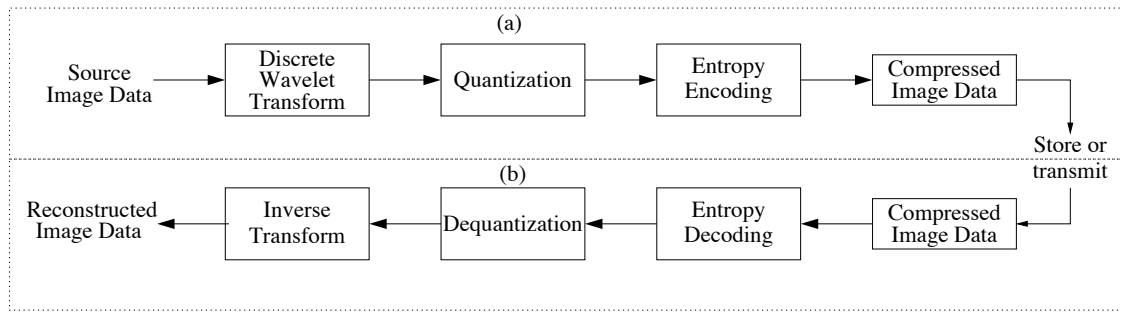 (a)
Source
Image Data
Discrete
Wavelet
Transform
Quantization
Entropy
Encoding
Compressed
Image Data
Store or
transmit
(b)
Reconstructed
Image Data
Inverse
Transform
Dequantization
Entropy
Decoding
Compressed
Image Data